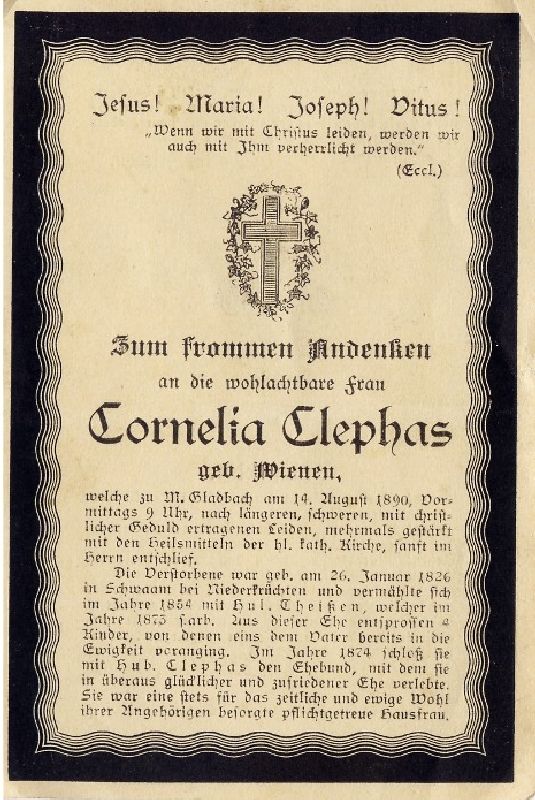 Jesus! Maria! Joseph! Vitus!
„Wenn wir mit Christus leiden, werden wir
auch mit Ihm verherrlicht werden.“
(Eccl.)
Zum frommen Andenken
an die wohlachtbare Frau
Cornelia Clephas
geb. Wienen,
welche zu M. Gladbach am 14. August 1890, Vor-
mittags 9 Uhr, nach längeren, schweren, mit christ-
licher Geduld ertragenen Leiden, mehrmals gestärkt
mit den Heilsmitteln der hl. kath. Kirche, sanft im
Herrn entschlief.
Die Verstorbene war geb. am 26. Januar 1826
in Schwaam bei Niederkrüchten und vermählte sich
im Jahre 1854 mit Hul. Theißen, welcher im
Jahre 1873 starb. Aus dieser Ehe entsprossen
Kinder, von denen eins dem Vater bereits in die
Ewigkeit voranging. Im Jahre 1874 schloß sie
mit Hub. Clephas den Ehebund, mit dem sie
in überaus glücklicher und zufriedener Ehe verlebte.
Sie war eine stets für das zeitliche und ewige Wohl
ihrer Angehörigen besorgte pflichtgetreue Hausfrau.